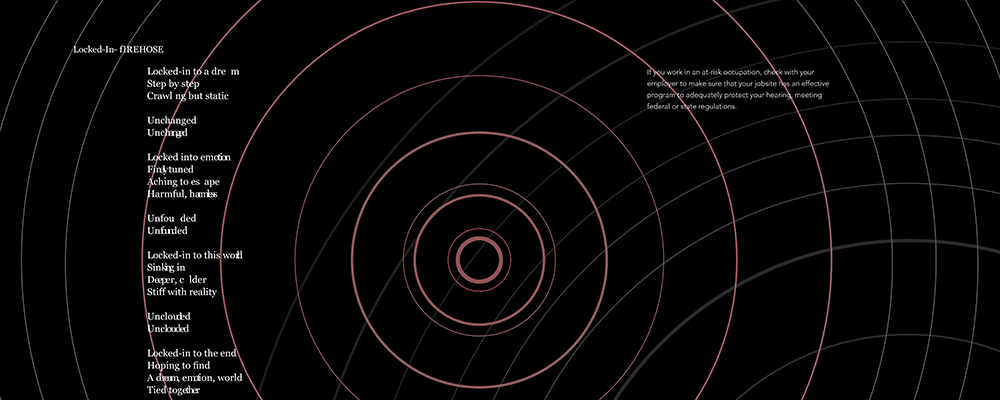 Locked-In- fIREHOSE
Locked-in to a dre m
Step by step
Crawl ng but static
Unchanged
Unchanged
Locked into emotion
Finely tuned
Aching to es ape
Harmful, harmless
Unfou ded
Unfounded
Locked-in to this world
Sinking in
Deeper, c lder
Stiff with reality
Unclouded
Unclouded
Locked-in to the end
Hoping to find
A dream, emotion, world
Tied together
If you work in an at-risk occupation, check with your
employer to make sure that your jobsite has an effective
program to adequately protect your hearing, meeting
federal or state regulations.